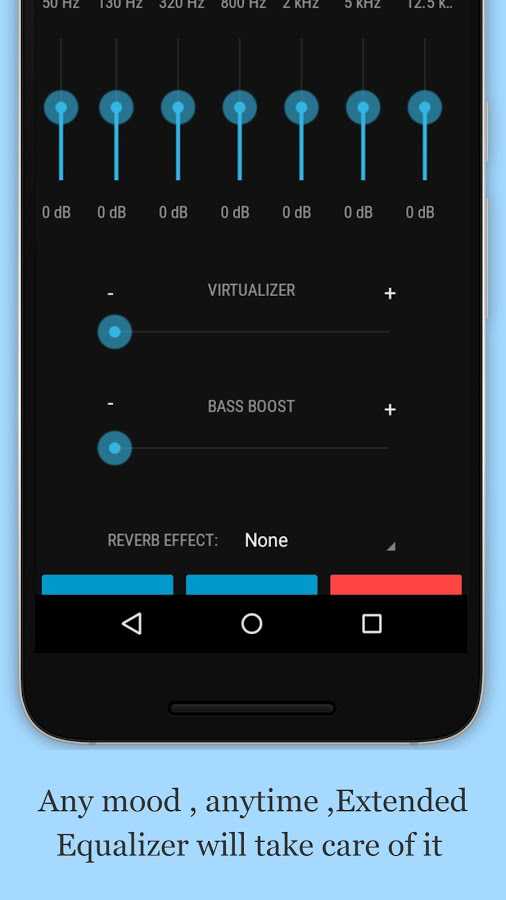 50 Hz 130 Hz 320 Hz 800 Hz 2 kHz 5 kHz 12.5 k..
0 dB 0 dB 0 dB 0 dB 0 dB 0 dB 0 dB
- VIRTUALIZER +
- BASS BOOST +
REVERB EFFECT: None
Any mood , anytime ,Extended
Equalizer will take care of it